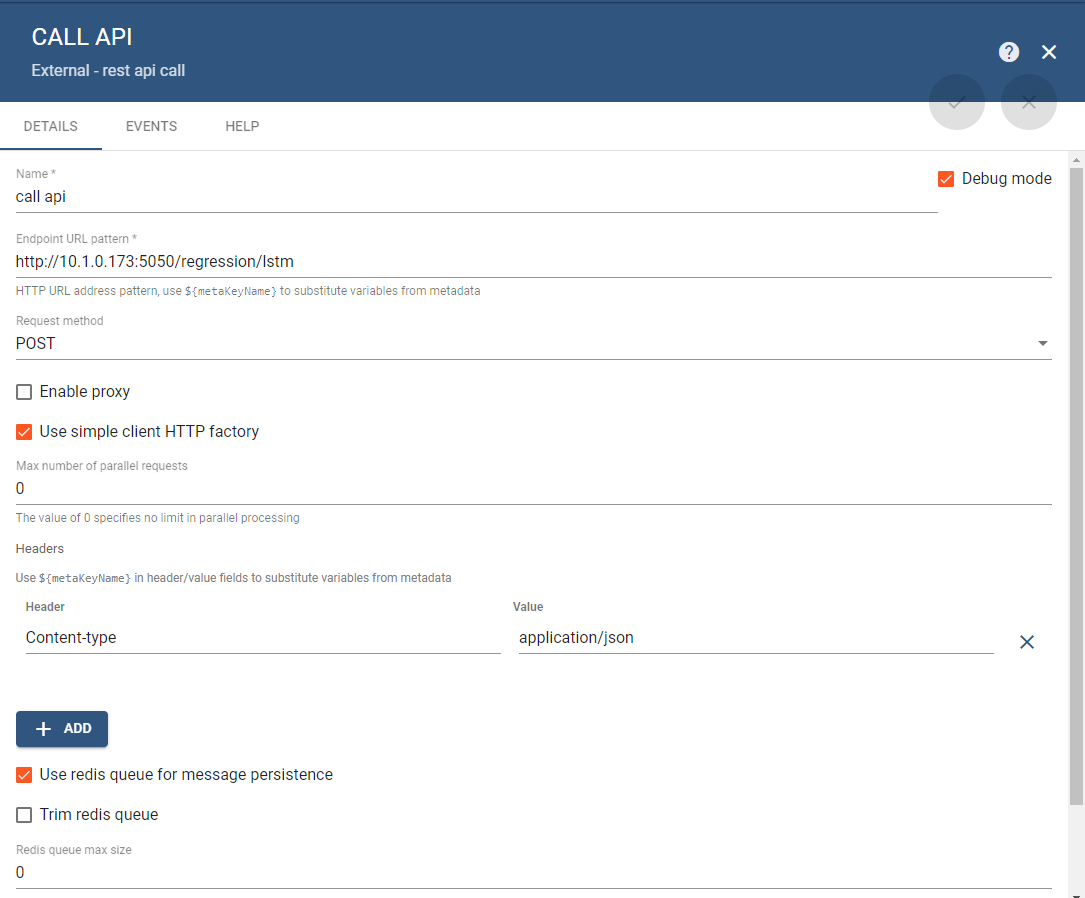 CALL API
External - rest api call
?
DETAILS EVENTS HELP
Name *
call api
Debug mode
Endpoint URL pattern *
http://10.1.0.173:5050/regression/lstm
HTTP URL address pattern, use ${metaKeyName} to substitute variables from metadata
Request method
POST
Enable proxy
Use simple client HTTP factory
Max number of parallel requests
0
The value of 0 specifies no limit in parallel processing
Headers
Use ${metaKeyName} in header/value fields to substitute variables from metadata
Header Value
Content-type application/json
ADD
Use redis queue for message persistence
Trim redis queue
Redis queue max size
0